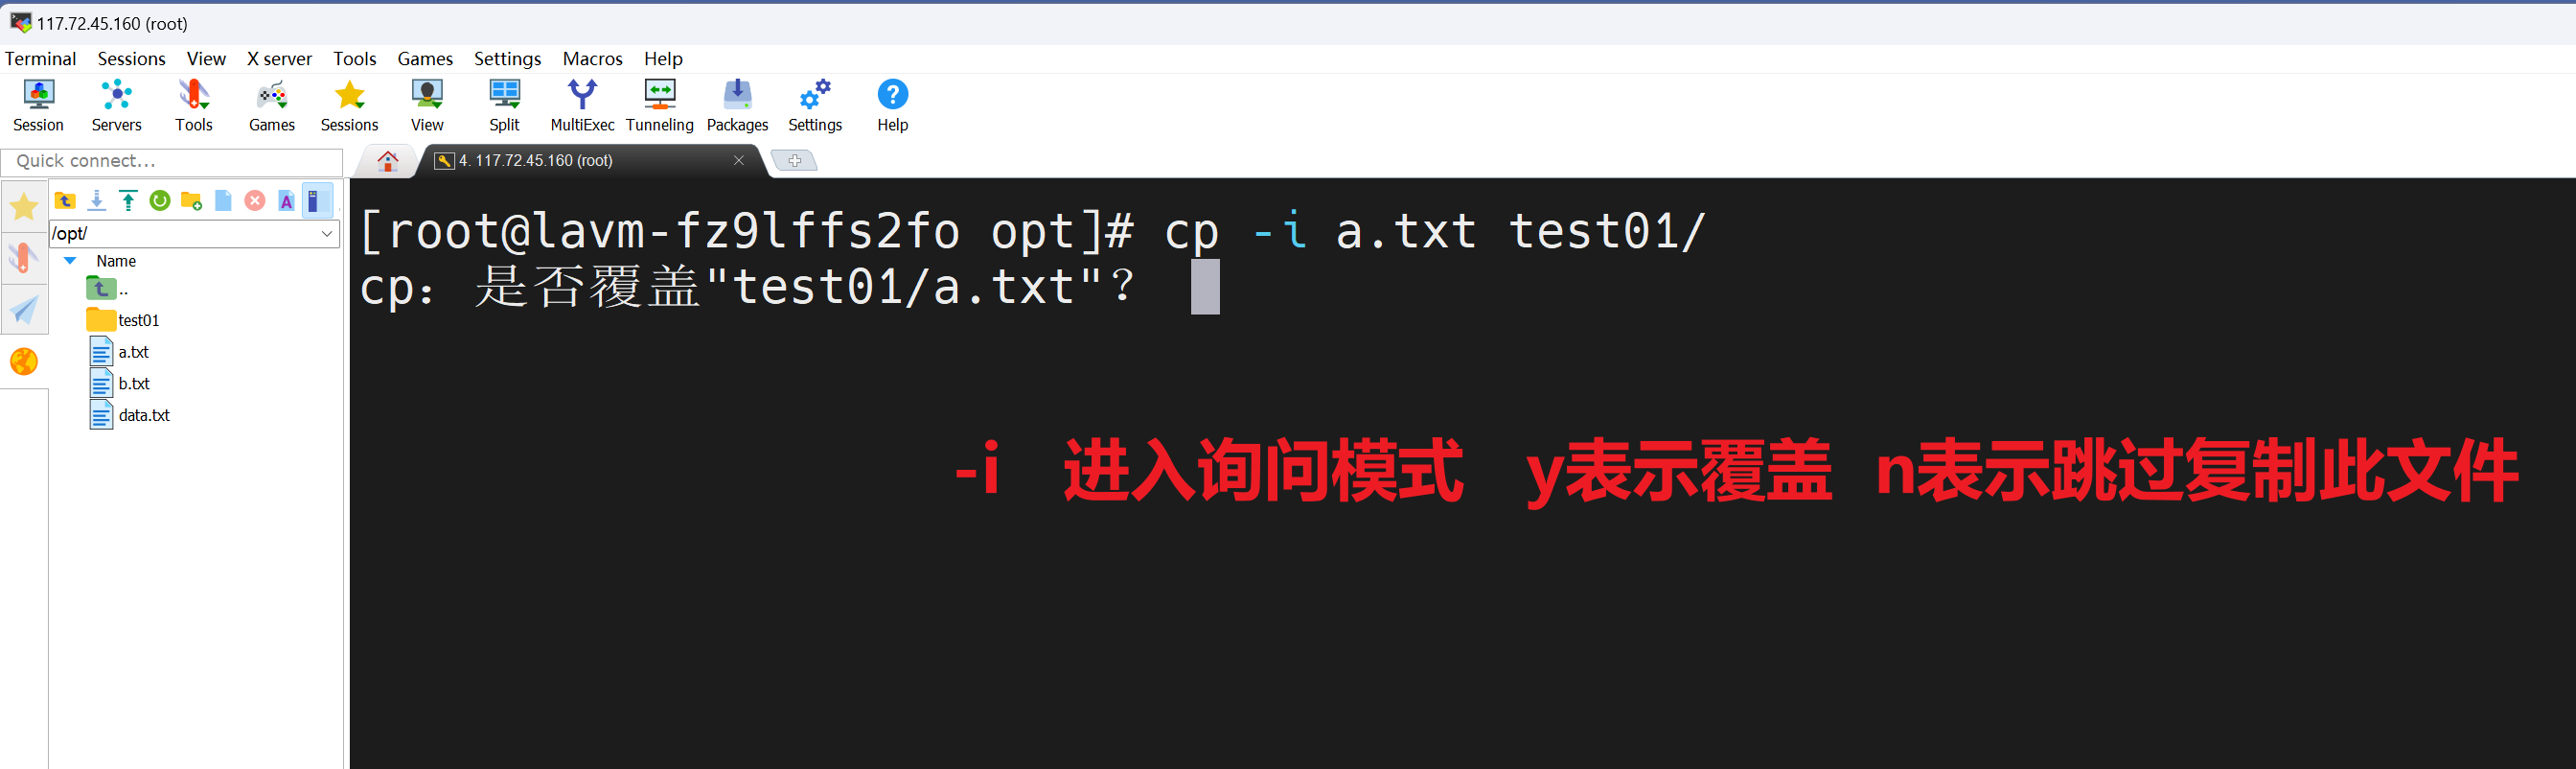 117.72.45.160 (root)
Terminal Sessions View X server Tools Games Settings Macros Help
Session Servers Tools Games Sessions View Split MultiExec Tunneling Packages Settings Help
Quick connect...
4. 117.72.45.160 (root)
/opt/
Name
..
test01
a.txt
b.txt
data.txt
[root@lavm-fz9lffs2fo opt]# cp -i a.txt test01/
cp：是否覆盖"test01/a.txt"？
-i 进入询问模式 y表示覆盖 n表示跳过复制此文件